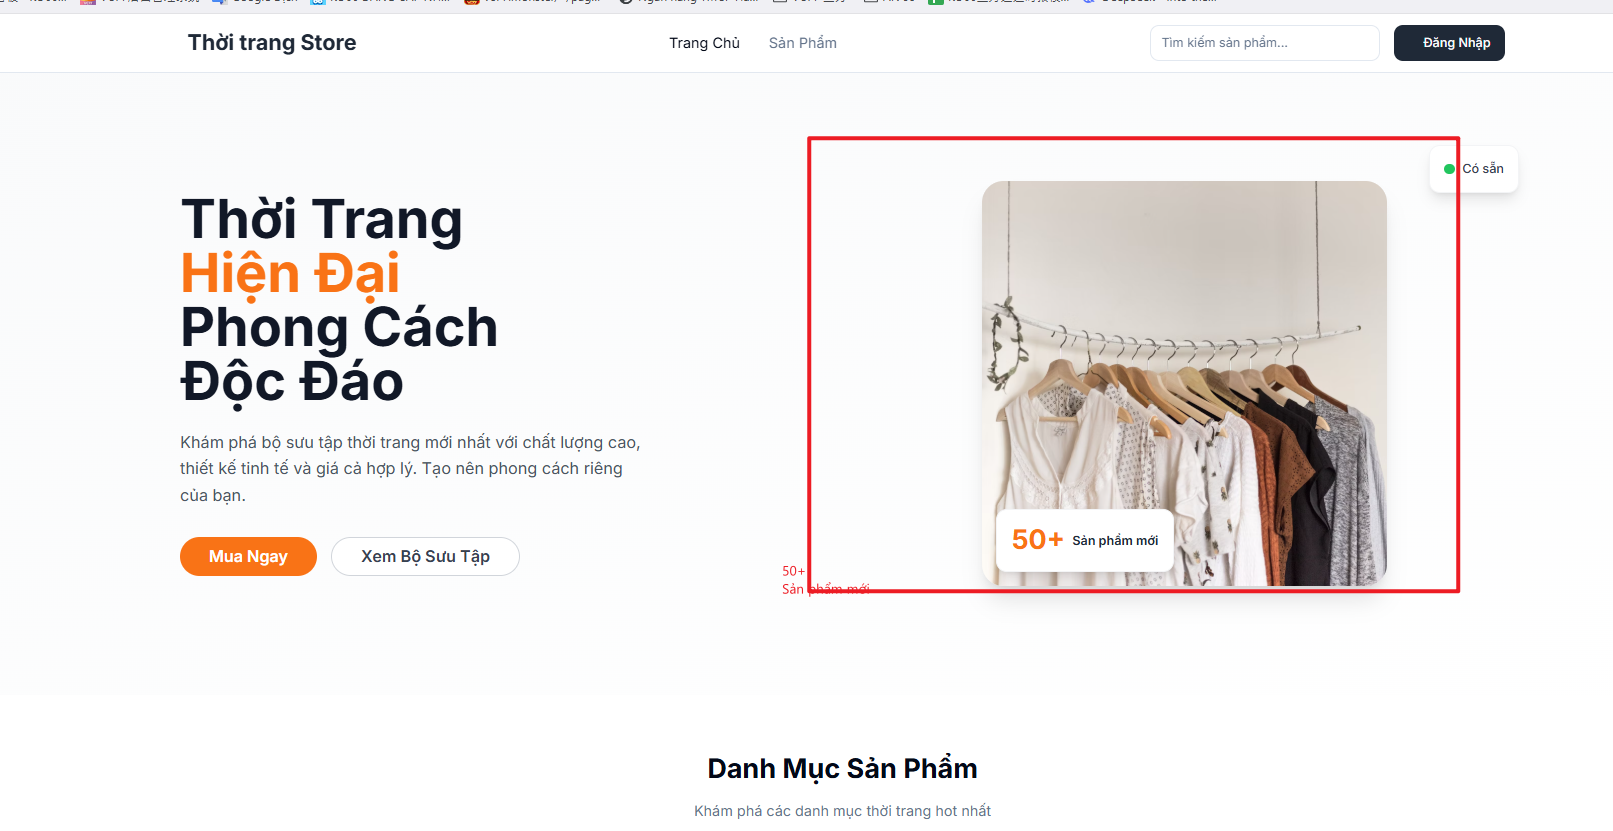 Thời trang Store
Trang Chủ
Sản Phẩm
Tìm kiếm sản phẩm...
Đăng Nhập
Có sẵn
Thời Trang
Hiện Đại
Phong Cách
Độc Đáo
Khám phá bộ sưu tập thời trang mới nhất với chất lượng cao,
thiết kế tinh tế và giá cả hợp lý. Tạo nên phong cách riêng
của bạn.
Mua Ngay
Xem Bộ Sưu Tập
50+ Sản phẩm mới
50+
Sản phẩm mới
Danh Mục Sản Phẩm
Khám phá các danh mục thời trang hot nhất